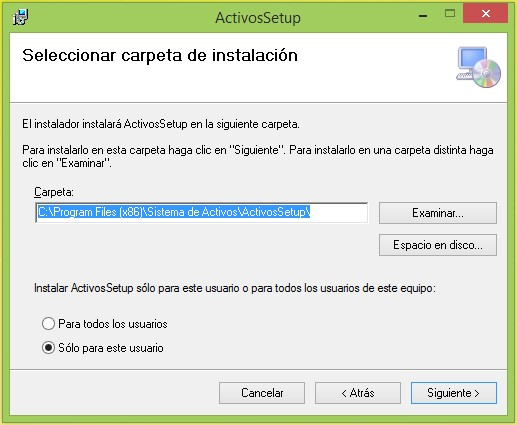 ActivosSetup
Seleccionar carpeta de instalación
El instalador instalará ActivosSetup en la siguiente carpeta.
Para instalarlo en esta carpeta haga clic en "Siguiente". Para instalarlo en una carpeta distinta haga
clic en "Examinar".
Carpeta:
C:\Program Files (x86)\Sistema de Activos\ActivosSetup\
Examinar...
Espacio en disco...
Instalar ActivosSetup sólo para este usuario o para todos los usuarios de este equipo:
Para todos los usuarios
Sólo para este usuario
Cancelar
< Atrás
Siguiente >